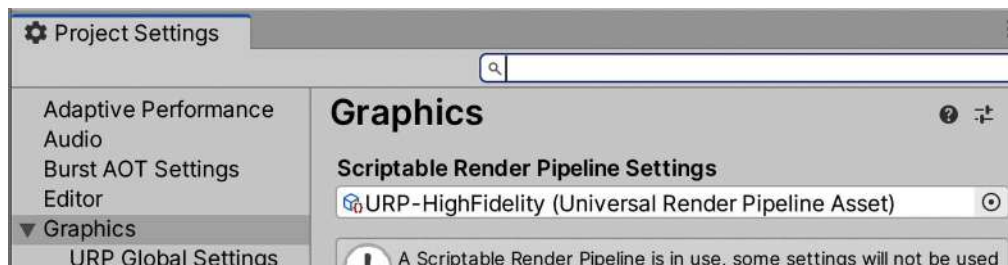 Project Settings
Adaptive Performance
Audio
Burst AOT Settings
Editor
Graphics
URP Global Settings
Graphics
Scriptable Render Pipeline Settings
URP-HighFidelity (Universal Render Pipeline Asset)
A Scriptable Render Pipeline is in use, some settings will not be used